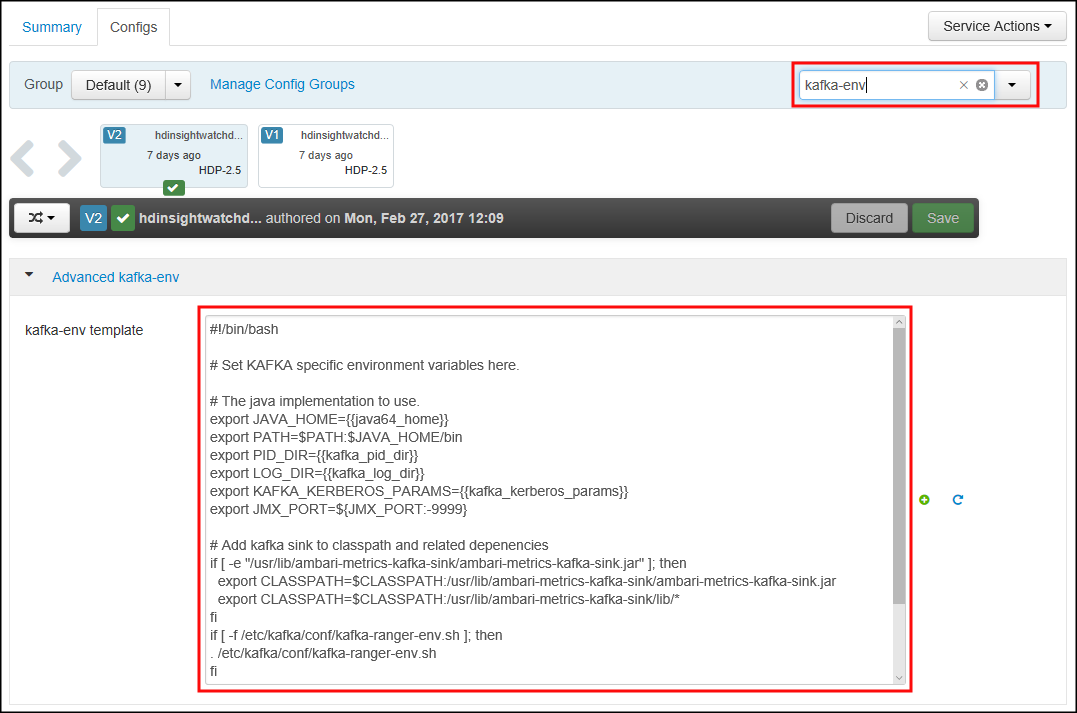 Summary
Configs
Service Actions
Group
Default (9)
Manage Config Groups
kafka-env
V2 hdinsightwatchd...
7 days ago
HDP-2.5
V1 hdinsightwatchd...
7 days ago
HDP-2.5
V2 hdinsightwatchd... authored on Mon, Feb 27, 2017 12:09
Discard
Save
Advanced kafka-env
kafka-env template
#!/bin/bash
# Set KAFKA specific environment variables here.
# The java implementation to use.
export JAVA_HOME={{java64_home}}
export PATH=$PATH:$JAVA_HOME/bin
export PID_DIR={{kafka_pid_dir}}
export LOG_DIR={{kafka_log_dir}}
export KAFKA_KERBEROS_PARAMS={{kafka_kerberos_params}}
export JMX_PORT=${JMX_PORT:-9999}
# Add kafka sink to classpath and related depenencies
if [ -e "/usr/lib/ambari-metrics-kafka-sink/ambari-metrics-kafka-sink.jar" ]; then
export CLASSPATH=$CLASSPATH:/usr/lib/ambari-metrics-kafka-sink/ambari-metrics-kafka-sink.jar
export CLASSPATH=$CLASSPATH:/usr/lib/ambari-metrics-kafka-sink/lib/*
fi
if [ -f /etc/kafka/conf/kafka-ranger-env.sh ]; then
. /etc/kafka/conf/kafka-ranger-env.sh
fi